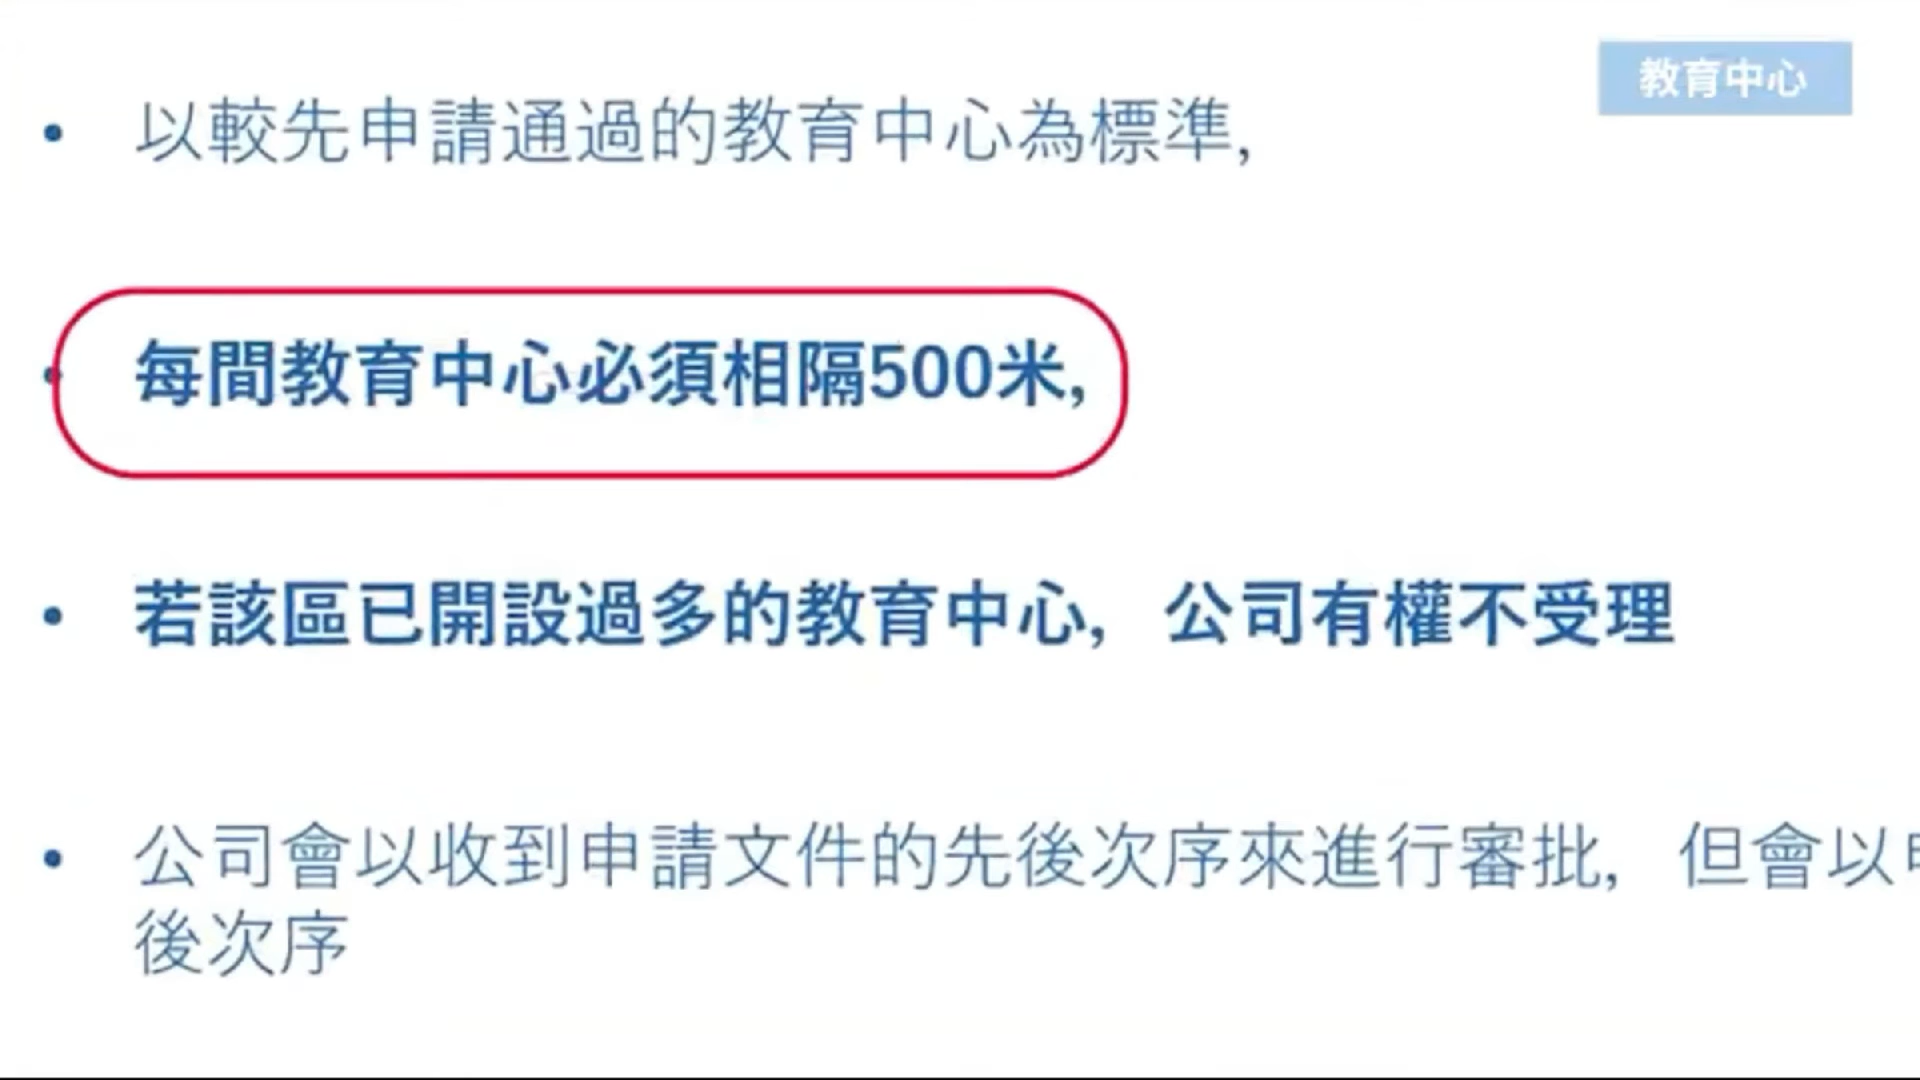 教育中心
• 以較先申請通過的教育中心為標準,
• 每間教育中心必須相隔500米,
• 若該區已開設過多的教育中心, 公司有權不受理
• 公司會以收到申請文件的先後次序來進行審批, 但會以
後次序